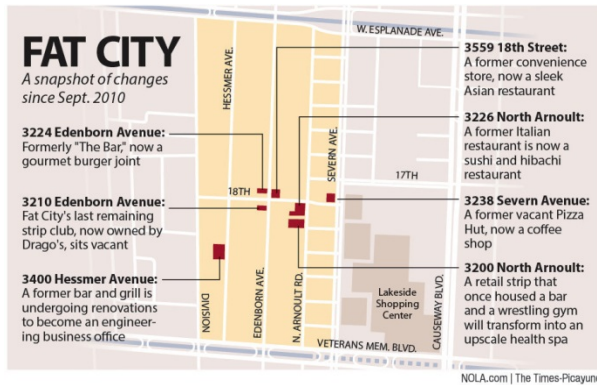 FAT CITY
A snapshot of changes
since Sept. 2010
3224 Edenborn Avenue:
Formerly "The Bar," now a
gourmet burger joint
3210 Edenborn Avenue:
Fat City's last remaining
strip club, now owned by
Drago's, sits vacant
3400 Hessmer Avenue:
A former bar and grill is
undergoing renovations
to become an engineer-
ing business office
W. ESPLANADE AVE.
HESSMER AVE.
SEVERN AVE.
17TH
18TH
DIVISION
EDENBORN AVE.
N. ARNOULT RD.
Lakeside
Shopping
Center
CAUSEWAY BLVD.
VETERANS MEM. BLVD.
3559 18th Street:
A former convenience
store, now a sleek
Asian restaurant
3226 North Arnoult:
A former Italian
restaurant is now a
sushi and hibachi
restaurant
3238 Severn Avenue:
A former vacant Pizza
Hut, now a coffee
shop
3200 North Arnoult:
A retail strip that
once housed a bar
and a wrestling gym
will transform into an
upscale health spa
NOLA.com | The Times-Picayune